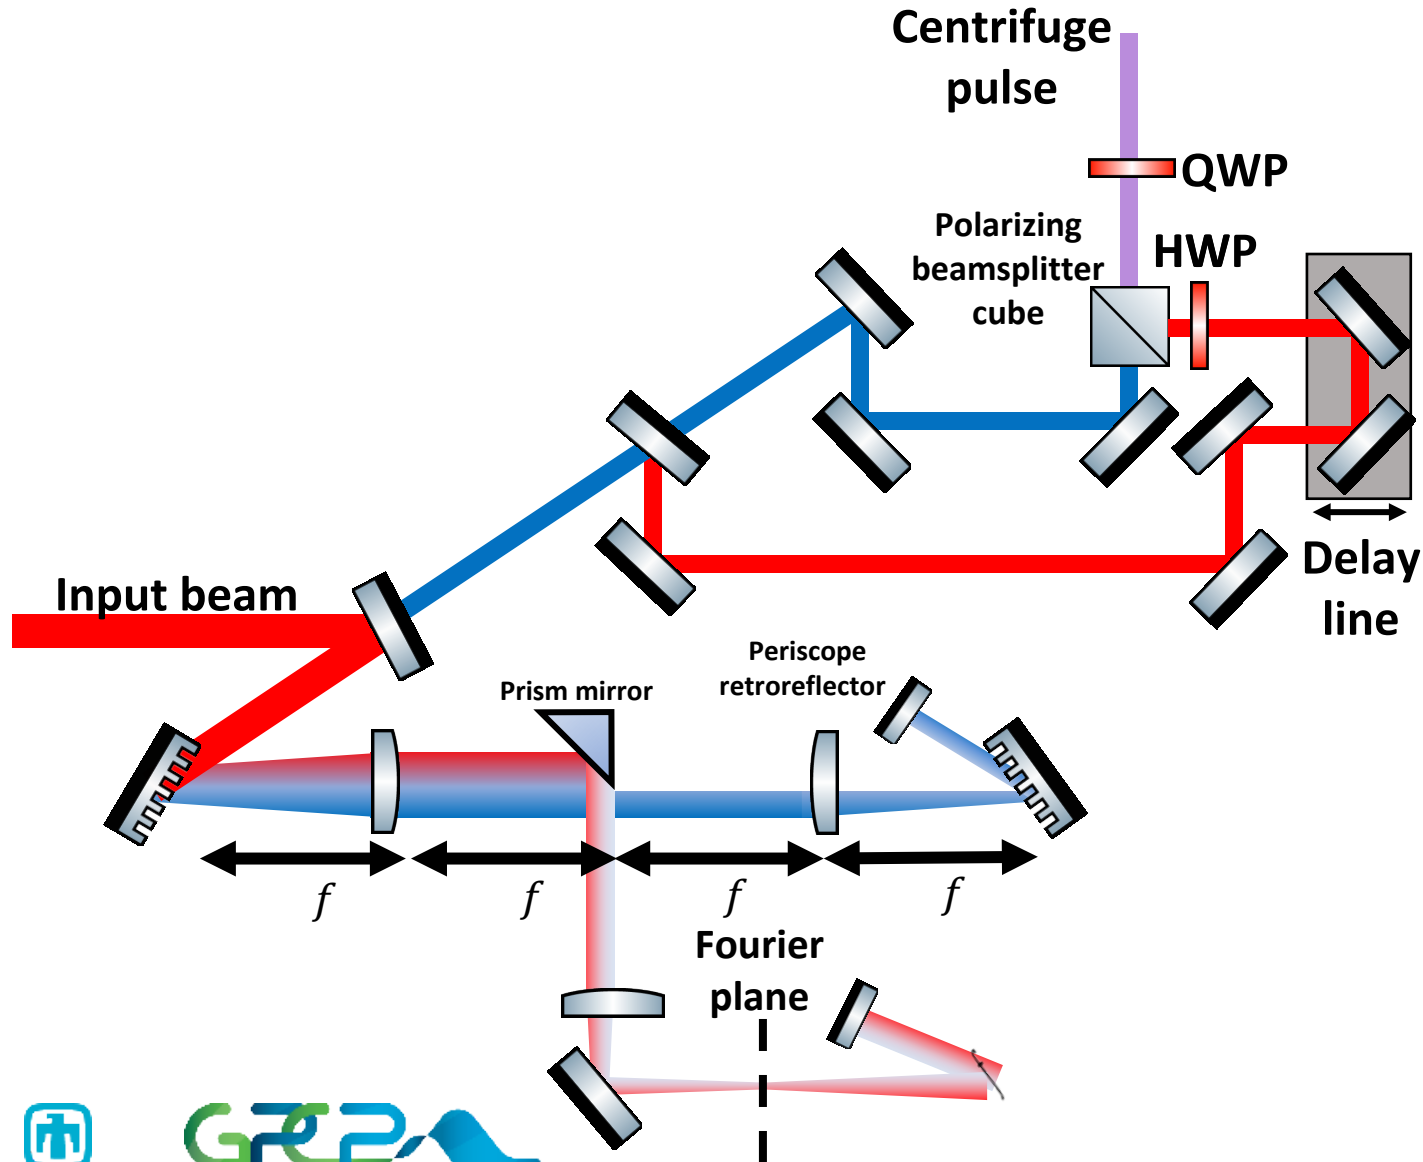 Centrifuge
pulse
QWP
Polarizing
beamsplitter
cube
HWP
Delay
line
Input beam
Periscope
retroreflector
Prism mirror
f
f
f
f
Fourier
plane